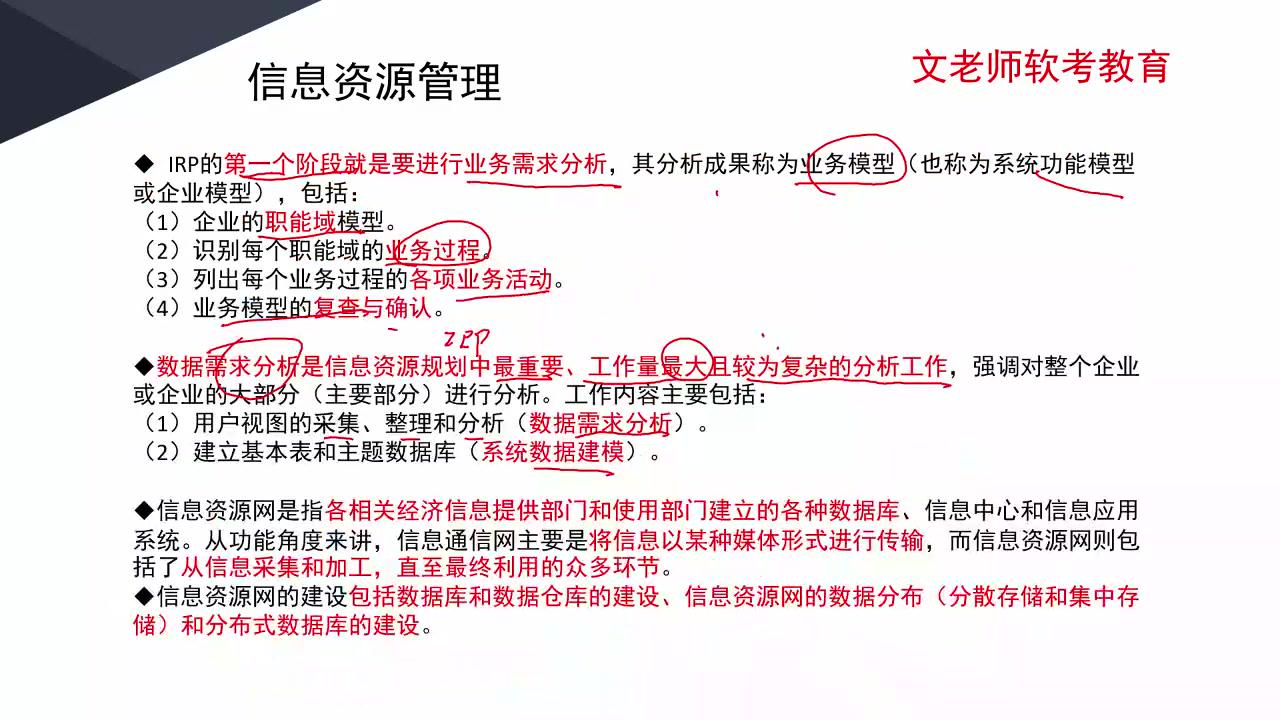 信息资源管理
文老师软考教育
◆ IRP的第一个阶段就是要进行业务需求分析，其分析成果称为业务模型（也称为系统功能模型
或企业模型），包括：
（1）企业的职能域模型。
（2）识别每个职能域的业务过程。
（3）列出每个业务过程的各项业务活动。
（4）业务模型的复查与确认。
◆数据需求分析是信息资源规划中最重要、工作量最大且较为复杂的分析工作，强调对整个企业
或企业的大部分（主要部分）进行分析。工作内容主要包括：
（1）用户视图的采集、整理和分析（数据需求分析）。
（2）建立基本表和主题数据库（系统数据建模）。
◆信息资源网是指各相关经济信息提供部门和使用部门建立的各种数据库、信息中心和信息应用
系统。从功能角度来讲，信息通信网主要是将信息以某种媒体形式进行传输，而信息资源网则包
括了从信息采集和加工，直至最终利用的众多环节。
◆信息资源网的建设包括数据库和数据仓库的建设、信息资源网的数据分布（分散存储和集中存
储）和分布式数据库的建设。